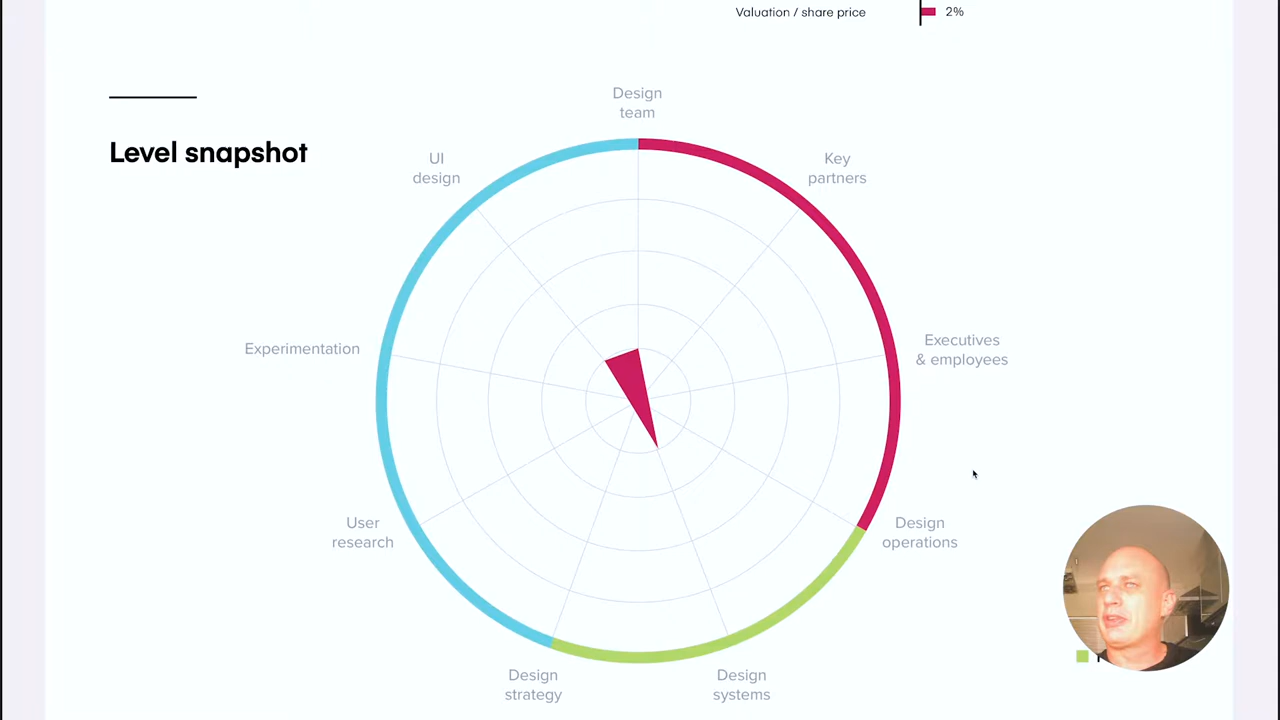 Valuation / share price 2%
Level snapshot
Design
team
UI
design
Key
partners
Experimentation
Executives
& employees
User
research
Design
operations
Design
strategy
Design
systems